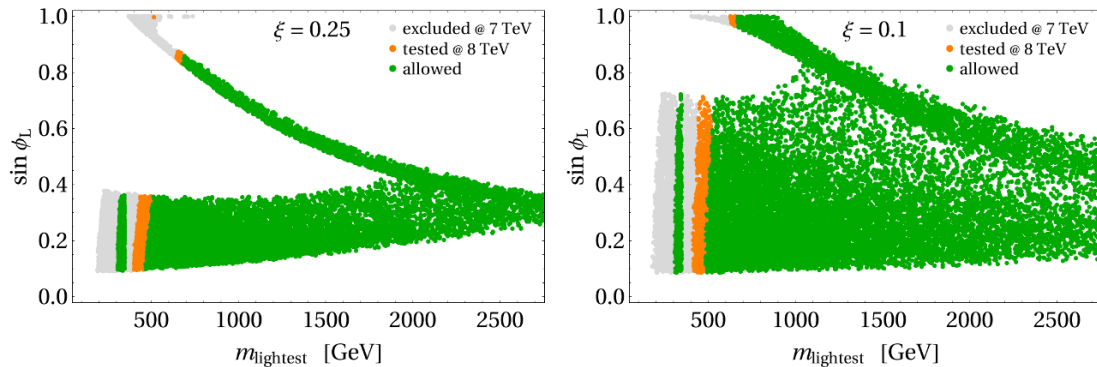 ξ = 0.25
excluded @ 7 TeV
tested @ 8 TeV
allowed
1.0
0.8
0.6
0.4
0.2
0.0
sin ϕL
500 1000 1500 2000 2500
mlightest [GeV]
ξ = 0.1
excluded @ 7 TeV
tested @ 8 TeV
allowed
1.0
0.8
0.6
0.4
0.2
0.0
sin ϕL
500 1000 1500 2000 2500
mlightest [GeV]